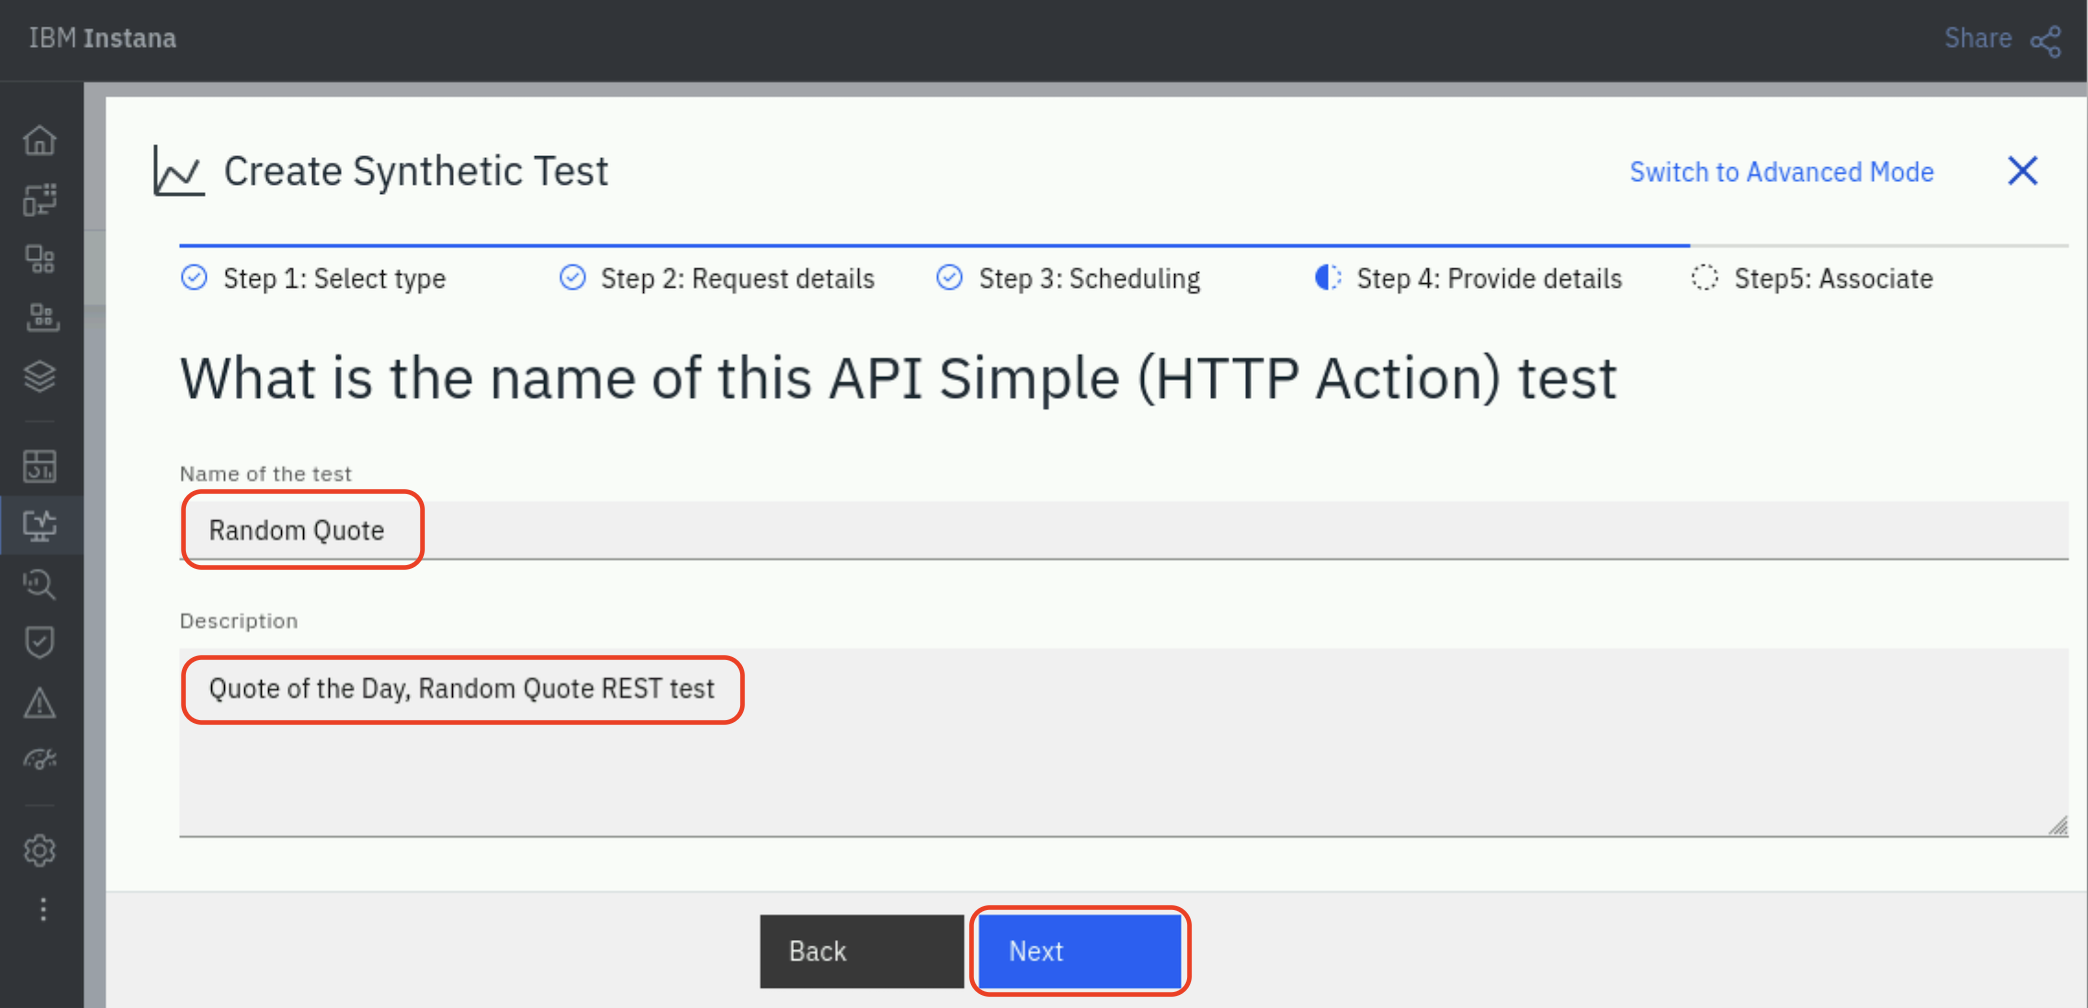 IBM Instana
Share
Create Synthetic Test
Switch to Advanced Mode
Step 1: Select type
Step 2: Request details
Step 3: Scheduling
Step 4: Provide details
Step5: Associate
What is the name of this API Simple (HTTP Action) test
Name of the test
Random Quote
Description
Quote of the Day, Random Quote REST test
Back
Next